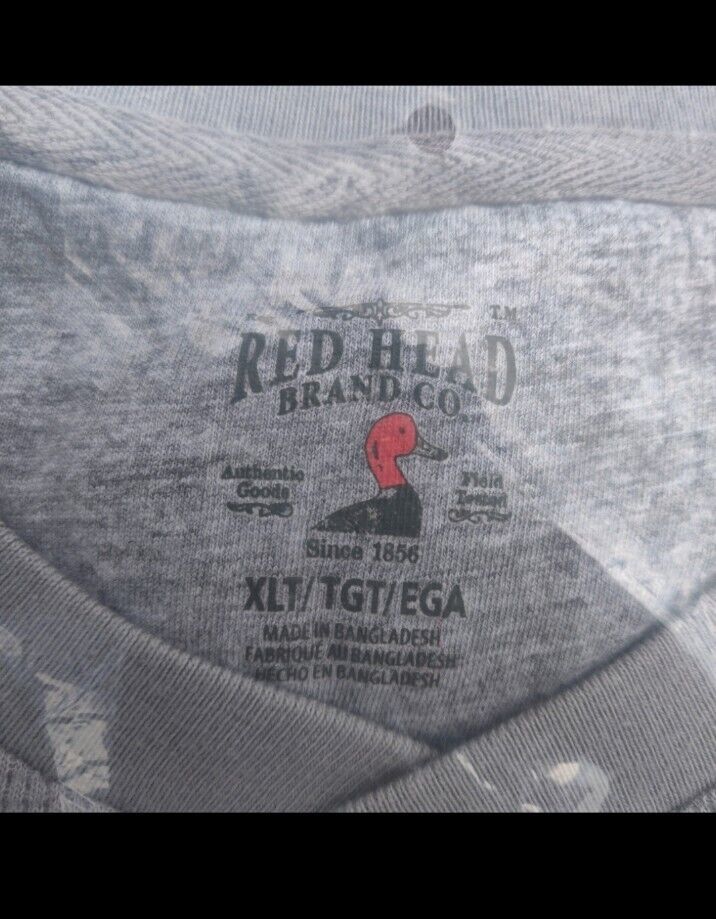 T.M.
RED HEAD
BRAND CO.
Authentic
Goods
Field
Tested
Since 1856
XLT/TGT/EGA
MADE IN BANGLADESH
FABRIQUE AU BANGLADESH
HECHO EN BANGLADESH